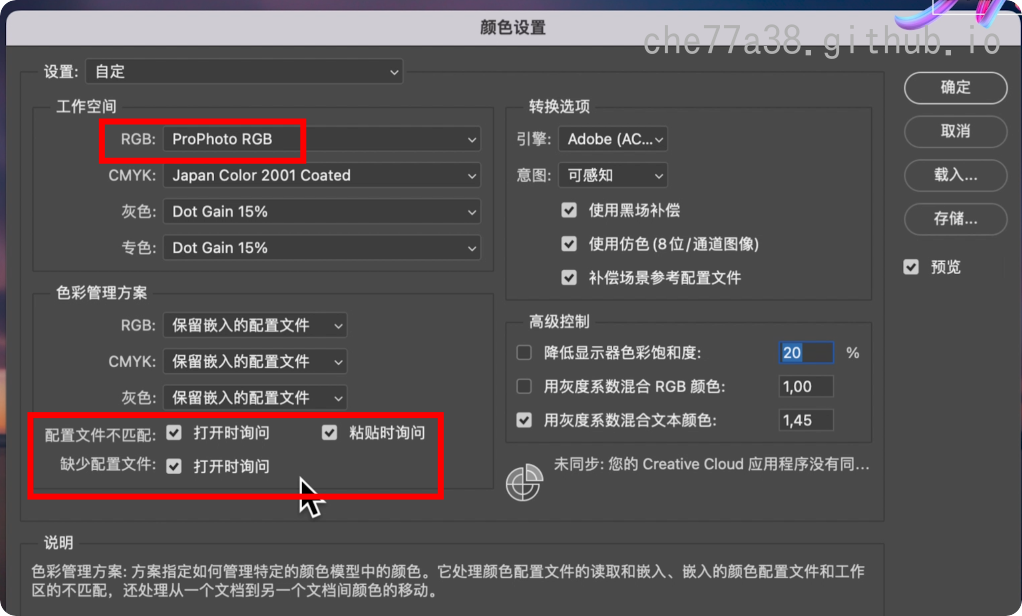 颜色设置
che77a38.github.io
设置: 自定
工作空间
RGB: ProPhoto RGB
CMYK: Japan Color 2001 Coated
灰色: Dot Gain 15%
专色: Dot Gain 15%
色彩管理方案
RGB: 保留嵌入的配置文件
CMYK: 保留嵌入的配置文件
灰色: 保留嵌入的配置文件
配置文件不匹配: 打开时询问 粘贴时询问
缺少配置文件: 打开时询问
转换选项
引擎: Adobe (AC...
意图: 可感知
使用黑场补偿
使用仿色(8位/通道图像)
补偿场景参考配置文件
高级控制
降低显示器色彩饱和度: 20 %
用灰度系数混合 RGB 颜色: 1,00
用灰度系数混合文本颜色: 1,45
未同步: 您的 Creative Cloud 应用程序没有同...
确定
取消
载入...
存储...
预览
说明
色彩管理方案: 方案指定如何管理特定的颜色模型中的颜色。它处理颜色配置文件的读取和嵌入、嵌入的颜色配置文件和工作
区的不匹配，还处理从一个文档到另一个文档间颜色的移动。